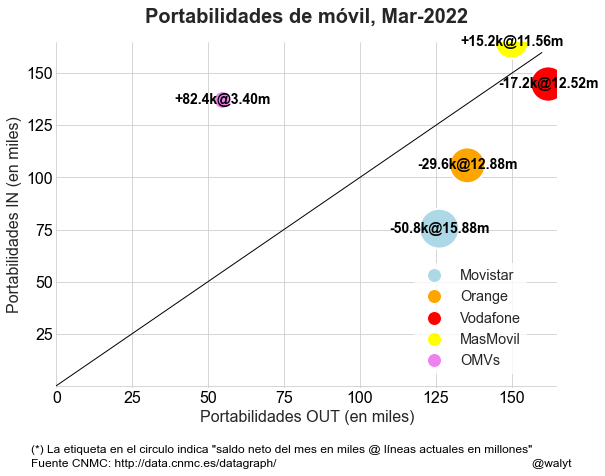 Portabilidades de móvil, Mar-2022
+15.2k@11.56m
-17.2k@12.52m
+82.4k@3.40m
-29.6k@12.88m
-50.8k@15.88m
Portabilidades IN (en miles)
150
125
100
75
50
25
Movistar
Orange
Vodafone
MasMovil
OMVs
0 25 50 75 100 125 150
Portabilidades OUT (en miles)
(*) La etiqueta en el circulo indica "saldo neto del mes en miles @ líneas actuales en millones"
Fuente CNMC: http://data.cnmc.es/datagraph/ @walyt